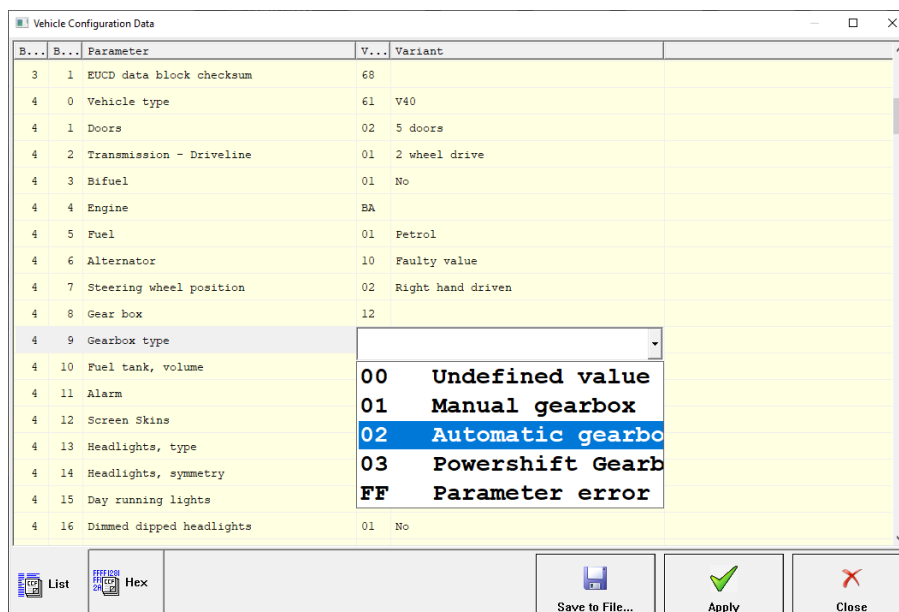 Vehicle Configuration Data
B... B... Parameter V... Variant
3 1 EUCD data block checksum 68
4 0 Vehicle type 61 V40
4 1 Doors 02 5 doors
4 2 Transmission - Driveline 01 2 wheel drive
4 3 Bifuel 01 No
4 4 Engine BA
4 5 Fuel 01 Petrol
4 6 Alternator 10 Faulty value
4 7 Steering wheel position 02 Right hand driven
4 8 Gear box 12
4 9 Gearbox type
4 10 Fuel tank, volume
00 Undefined value
4 11 Alarm
01 Manual gearbox
4 12 Screen Skins
02 Automatic gearbo
4 13 Headlights, type
03 Powershift Gearb
4 14 Headlights, symmetry
FF Parameter error
4 15 Day running lights
4 16 Dimmed dipped headlights 01 No
List
Hex
Save to File...
Apply
Close